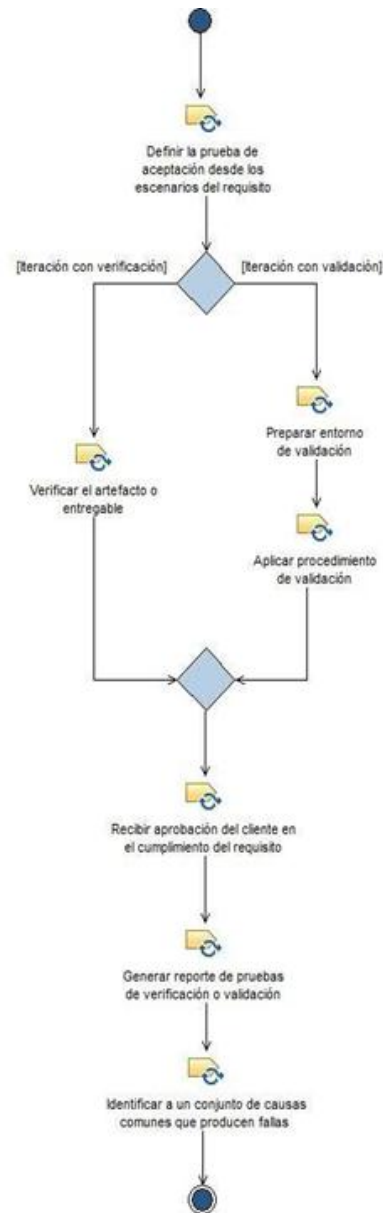 Definir la prueba de
aceptación desde los
escenarios del requisito
[Iteración con verificación]
[Iteración con validación]
Preparar entorno
de validación
Verificar el artefacto o
entregable
Aplicar procedimiento
de validación
Recibir aprobación del cliente en
el cumplimiento del requisito
Generar reporte de pruebas
de verificación o validación
Identificar a un conjunto de causas
comunes que producen fallas